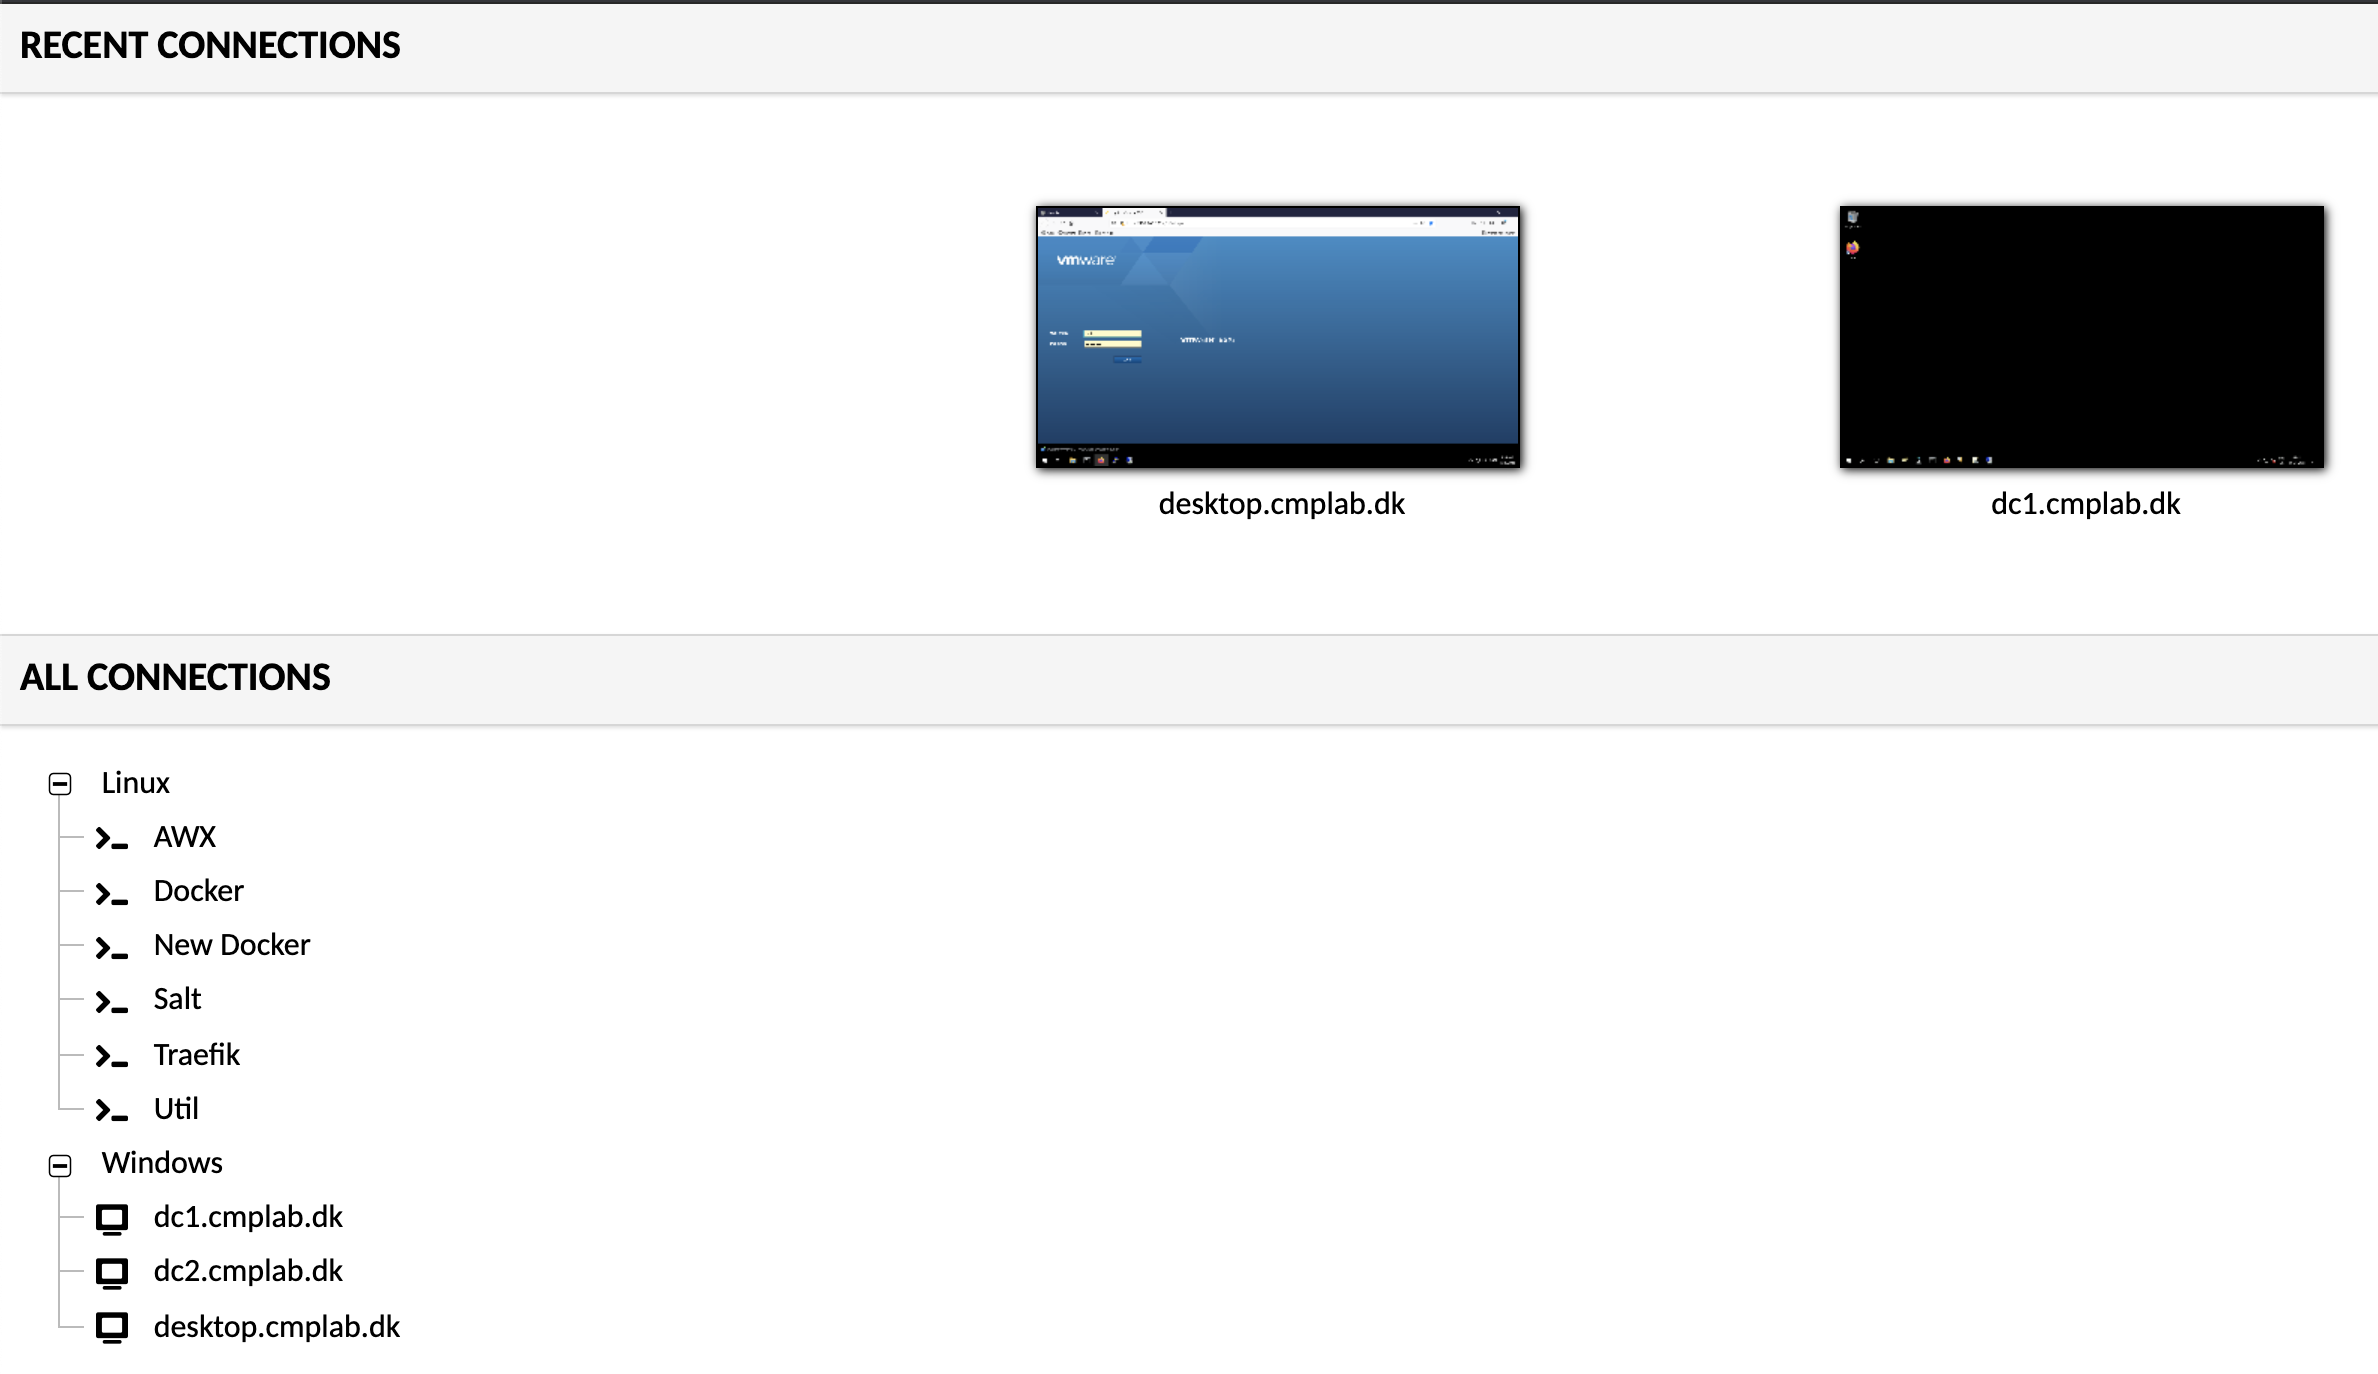 RECENT CONNECTIONS
vmware
desktop.cmplab.dk
dc1.cmplab.dk
ALL CONNECTIONS
Linux
AWX
Docker
New Docker
Salt
Traefik
Util
Windows
dc1.cmplab.dk
dc2.cmplab.dk
desktop.cmplab.dk